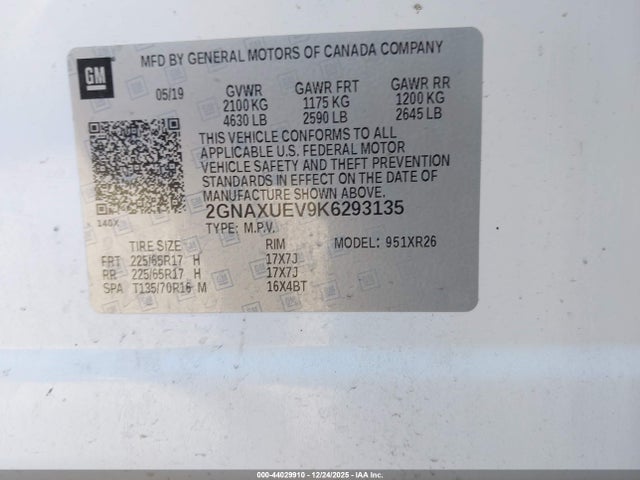 MFD BY GENERAL MOTORS OF CANADA COMPANY
GM
05/19 GVWR GAWR FRT GAWR RR
2100 KG 1175 KG 1200 KG
4630 LB 2590 LB 2645 LB
THIS VEHICLE CONFORMS TO ALL
APPLICABLE U.S. FEDERAL MOTOR
VEHICLE SAFETY AND THEFT PREVENTION
STANDARDS IN EFFECT ON THE DATE OF
MANUFACTURE SHOWN ABOVE.
2GNAXUEV9K6293135
140X
TYPE: M.P.V.
TIRE SIZE RIM MODEL: 951XR26
FRT 225/65R17 H 17X7J
RR 225/65R17 H 17X7J
SPA T135/70R16 M 16X4BT
000-44029910 - 12/24/2025 - IAA Inc.